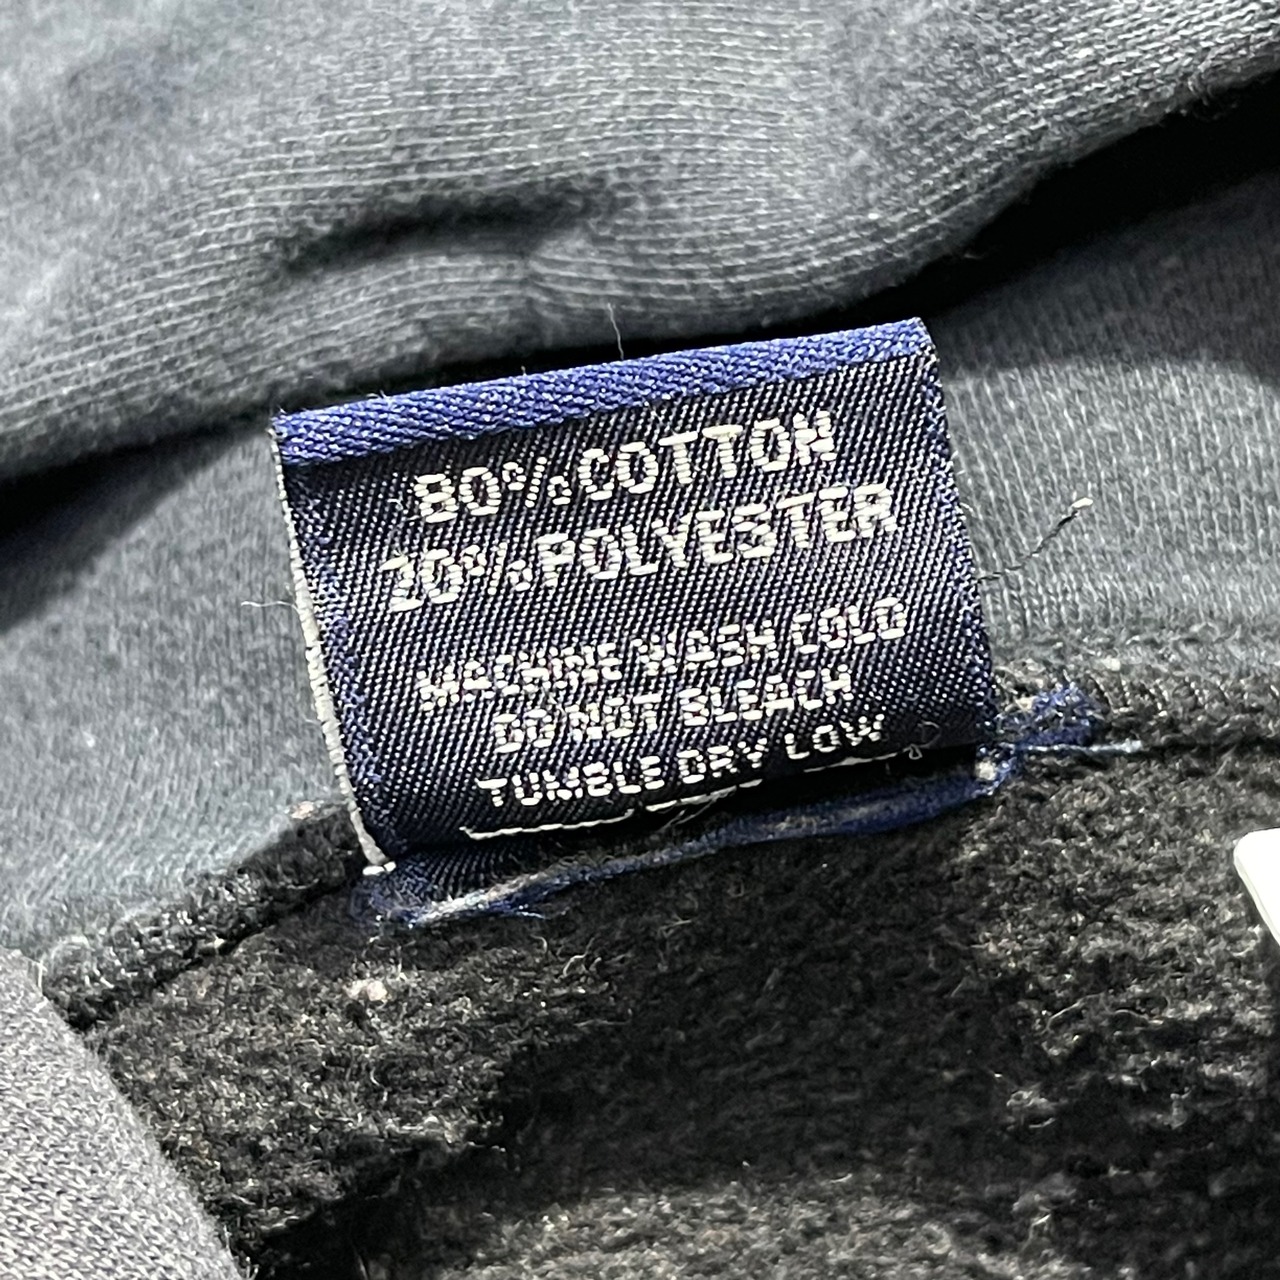 80% COTTON
20% POLYESTER
MACHINE WASH COLD
DO NOT BLEACH
TUMBLE DRY LOW